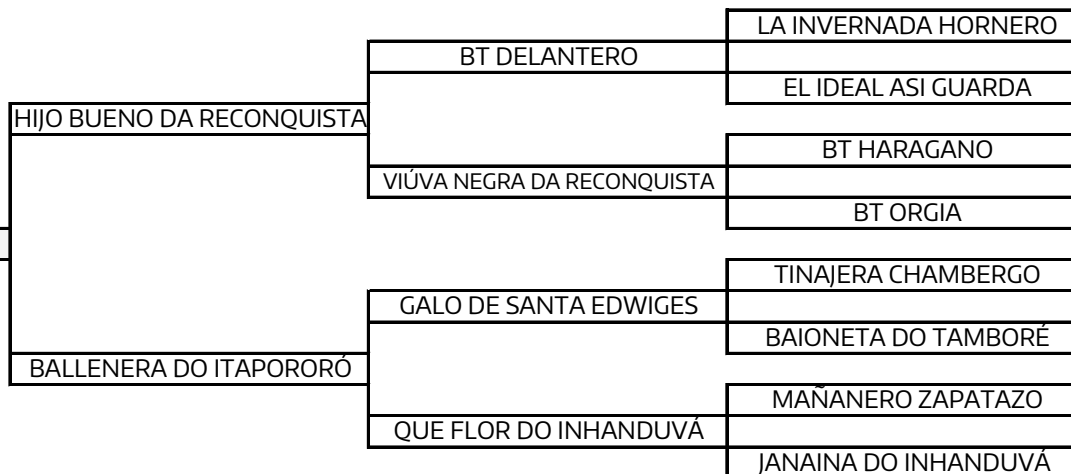 LA INVERNADA HORNERO
BT DELANTERO
EL IDEAL ASI GUARDA
HIJO BUENO DA RECONQUISTA
BT HARAGANO
VIÚVA NEGRA DA RECONQUISTA
BT ORGIA
TINAJERA CHAMBERGO
GALO DE SANTA EDWIGES
BAIONETA DO TAMBORÉ
BALLENERA DO ITAPORORÓ
MAÑANERO ZAPATAZO
QUE FLOR DO INHANDUVÁ
JANAINA DO INHANDUVÁ